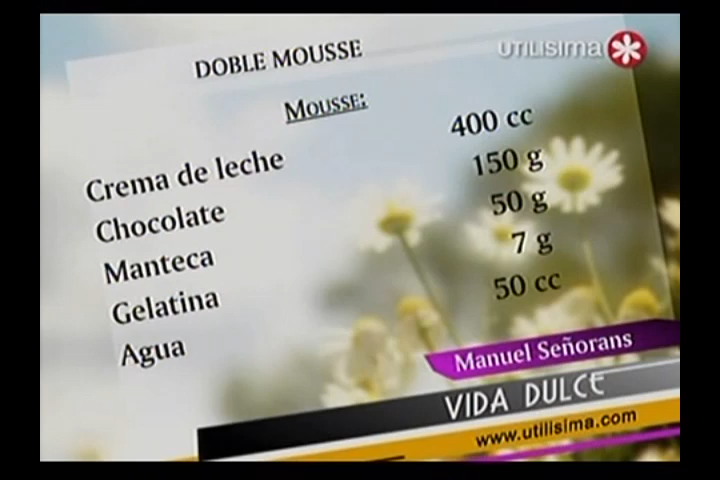 DOBLE MOUSSE
UTILISIMA
MOUSSE:
Crema de leche 400 cc
Chocolate 150 g
Manteca 50 g
Gelatina 7 g
Agua 50 cc
Manuel Señorans
VIDA DULCE
www.utilisima.com